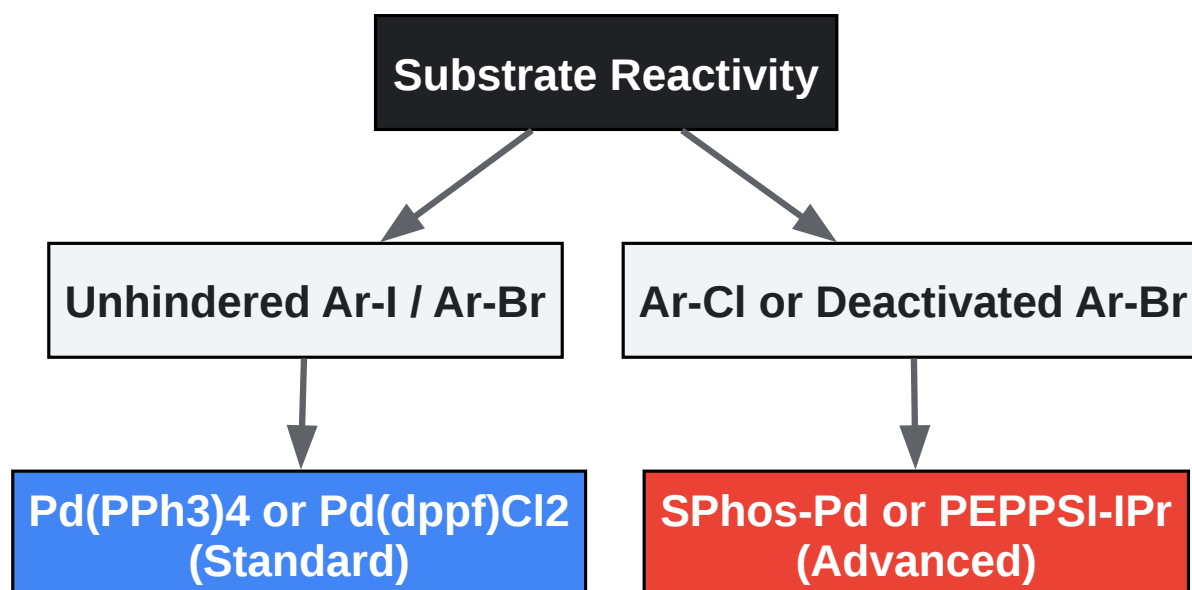 Substrate Reactivity
Unhindered Ar-I / Ar-Br
Ar-Cl or Deactivated Ar-Br
Pd(PPh3)4 or Pd(dppf)Cl2
(Standard)
SPhos-Pd or PEPPSI-IPr
(Advanced)